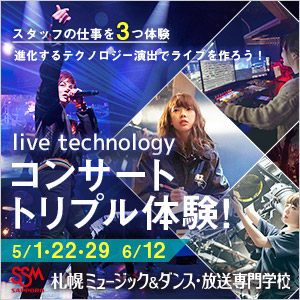 スタッフの仕事を3つ体験
進化するテクノロジー演出でライブを作ろう！
live technology
コンサート
トリプル体験！
5/1・22・29 6/12
SSM
SAPPORO
札幌ミュージック&ダンス・放送専門学校